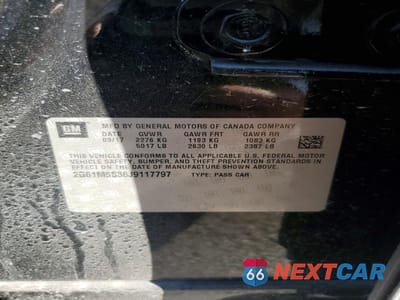 GM
MFD BY GENERAL MOTORS OF CANADA COMPANY
DATE GVWR GAWR FRT GAWR RR
09/17 2276 KG 1193 KG 1083 KG
5017 LB 2630 LB 2387 LB
THIS VEHICLE CONFORMS TO ALL APPLICABLE U.S. FEDERAL MOTOR
VEHICLE SAFETY, BUMPER, AND THEFT PREVENTION STANDARDS
IN EFFECT ON THE DATE OF MANUFACTURE SHOWN ABOVE.
2G61M5S36J9117797 TYPE: PASS CAR
66 NEXTCAR